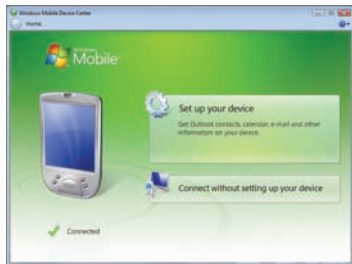 Windows Mobile Device Center
Home
Windows
Mobile
Set up your device
Get Outlook contacts, calendar, e-mail and other
information on your device.
Connect without setting up your device
Connected